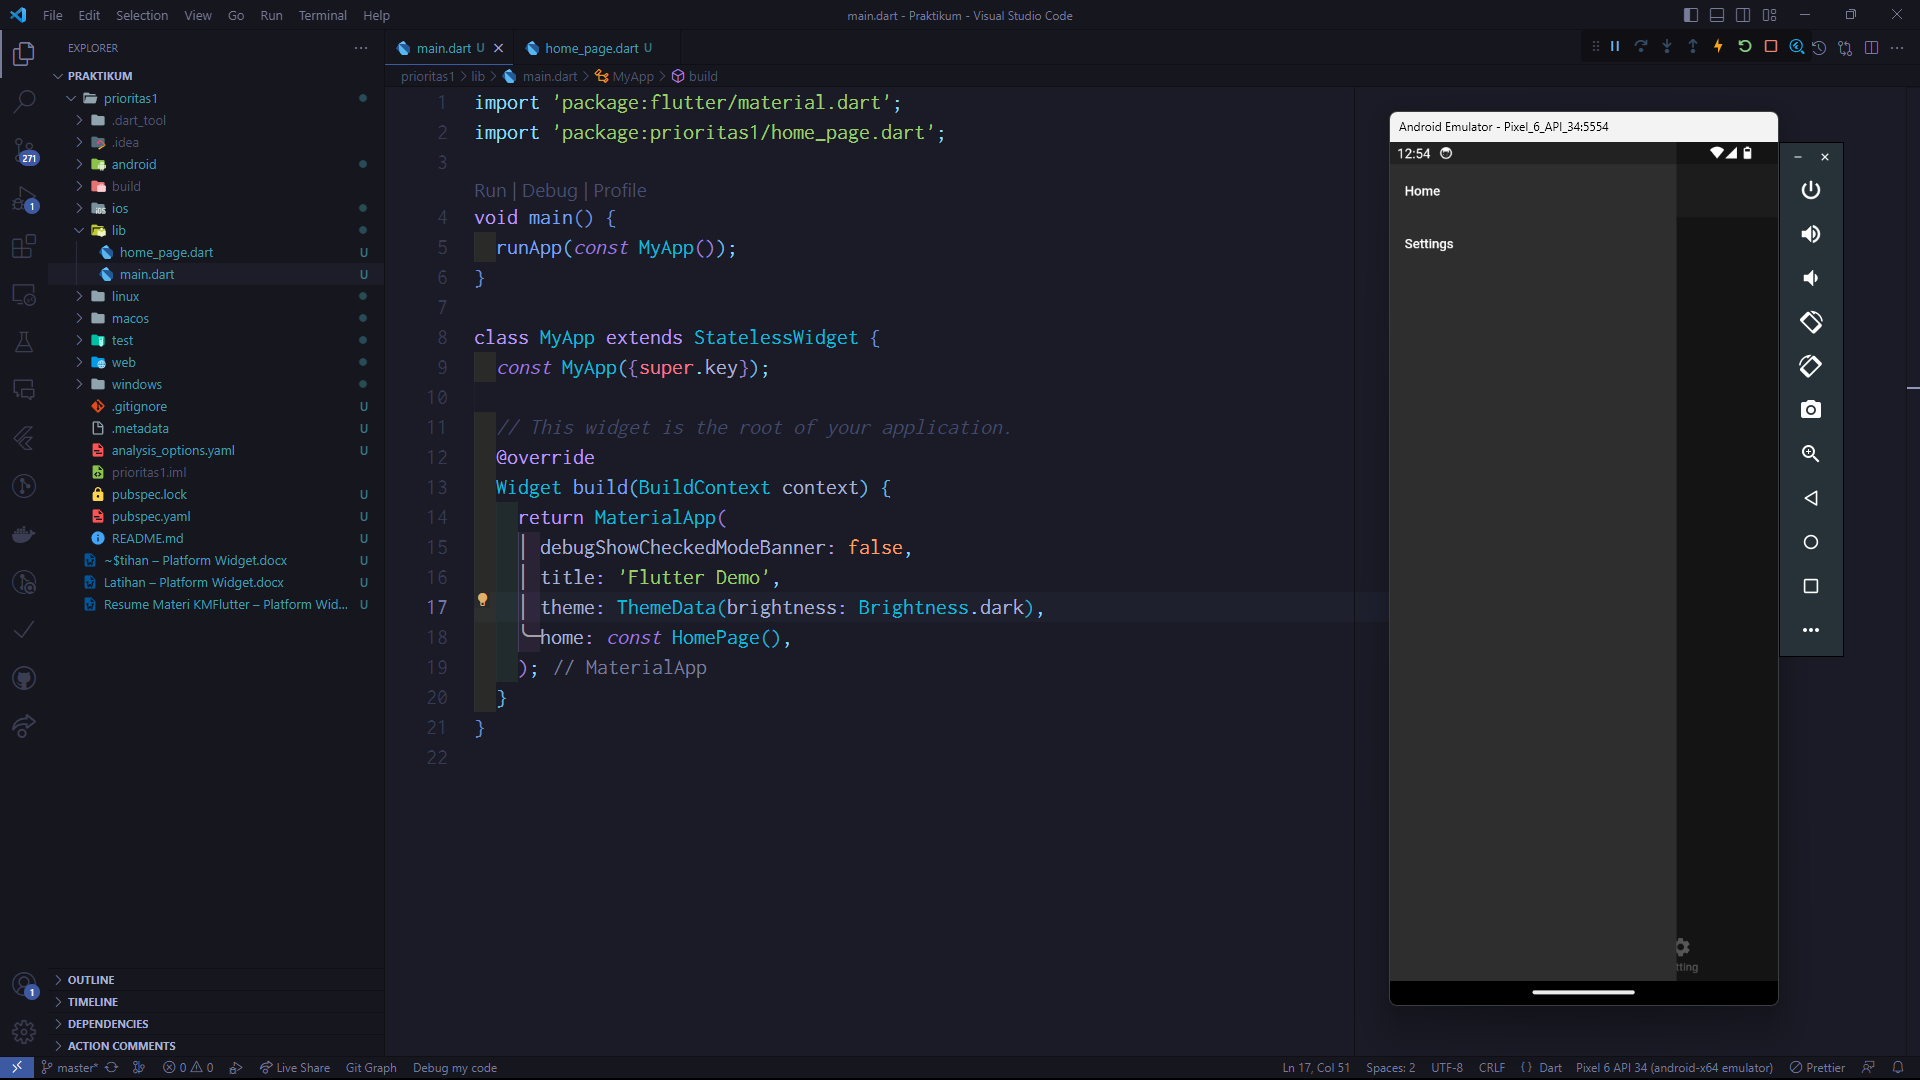 File Edit Selection View Go Run Terminal Help
main.dart - Praktikum - Visual Studio Code
EXPLORER
PRAKTIKUM
prioritas1
.dart_tool
.idea
android
build
ios
lib
home_page.dart U
main.dart U
linux
macos
test
web
windows
.gitignore U
.metadata U
analysis_options.yaml U
prioritas1.iml
pubspec.lock U
pubspec.yaml U
README.md U
~$tihan – Platform Widget.docx U
Latihan – Platform Widget.docx U
Resume Materi KMFlutter – Platform Wid... U
OUTLINE
TIMELINE
DEPENDENCIES
ACTION COMMENTS
271
1
1
main.dart U
home_page.dart U
prioritas1 > lib > main.dart > MyApp > build
1 import 'package:flutter/material.dart';
2 import 'package:prioritas1/home_page.dart';
3
Run | Debug | Profile
4 void main() {
5 runApp(const MyApp());
6 }
7
8 class MyApp extends StatelessWidget {
9 const MyApp({super.key});
10
11 // This widget is the root of your application.
12 @override
13 Widget build(BuildContext context) {
14 return MaterialApp(
15 debugShowCheckedModeBanner: false,
16 title: 'Flutter Demo',
17 theme: ThemeData(brightness: Brightness.dark),
18 home: const HomePage(),
19 ); // MaterialApp
20 }
21 }
22
Android Emulator - Pixel_6_API_34:5554
12:54
Home
Settings
tting
master* 0 0 Live Share Git Graph Debug my code
Ln 17, Col 51 Spaces: 2 UTF-8 CRLF {} Dart Pixel 6 API 34 (android-x64 emulator) Prettier